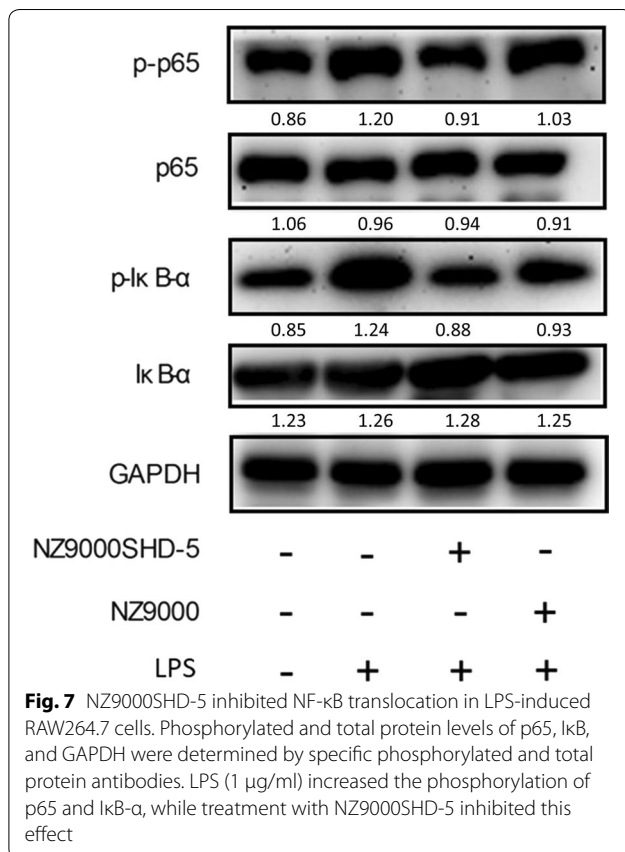 p-p65
0.86 1.20 0.91 1.03
p65
1.06 0.96 0.94 0.91
p-Iκ B-α
0.85 1.24 0.88 0.93
Iκ B-α
1.23 1.26 1.28 1.25
GAPDH
NZ9000SHD-5 - - + -
NZ9000 - - - +
LPS - + + +
Fig. 7 NZ9000SHD-5 inhibited NF-κB translocation in LPS-induced
RAW264.7 cells. Phosphorylated and total protein levels of p65, IκB,
and GAPDH were determined by specific phosphorylated and total
protein antibodies. LPS (1 μg/ml) increased the phosphorylation of
p65 and IκB-α, while treatment with NZ9000SHD-5 inhibited this
effect